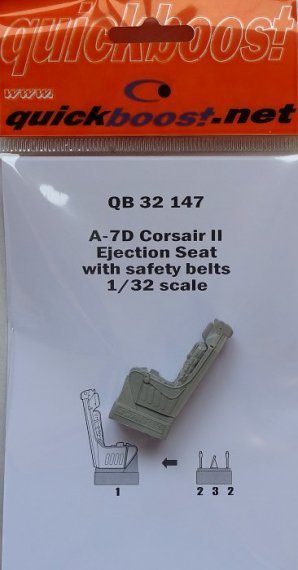 quickboost
www.
quickboost.net
QB 32 147
A-7D Corsair II
Ejection Seat
with safety belts
1/32 scale
1
2 3 2